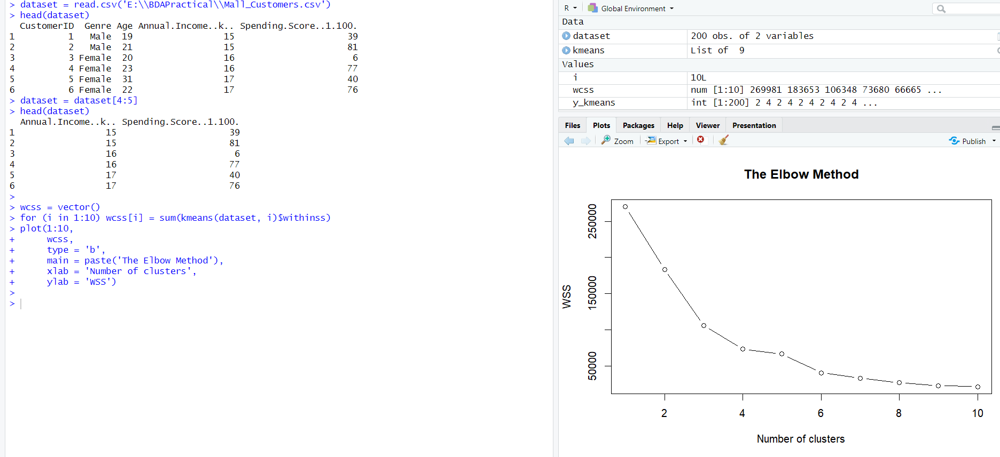 > dataset = read.csv('E:\\BDAPractical\\Mall_Customers.csv')
> head(dataset)
  CustomerID  Genre Age Annual.Income..k.. Spending.Score..1.100.
1          1   Male  19                 15                     39
2          2   Male  21                 15                     81
3          3 Female  20                 16                      6
4          4 Female  23                 16                     77
5          5 Female  31                 17                     40
6          6 Female  22                 17                     76
> dataset = dataset[4:5]
> head(dataset)
  Annual.Income..k.. Spending.Score..1.100.
1                 15                     39
2                 15                     81
3                 16                      6
4                 16                     77
5                 17                     40
6                 17                     76
>
> wcss = vector()
> for (i in 1:10) wcss[i] = sum(kmeans(dataset, i)$withinss)
> plot(1:10,
+      wcss,
+      type = 'b',
+      main = paste('The Elbow Method'),
+      xlab = 'Number of clusters',
+      ylab = 'WSS')
>
>
R Global Environment
Data
dataset 200 obs. of 2 variables
kmeans List of  9
Values
i 10L
wcss num [1:10] 269981 183653 106348 73680 66665 ...
y_kmeans int [1:200] 2 4 2 4 2 4 2 4 2 4 ...
Files Plots Packages Help Viewer Presentation
Zoom Export Publish
The Elbow Method
250000
150000
50000
WSS
2 4 6 8 10
Number of clusters